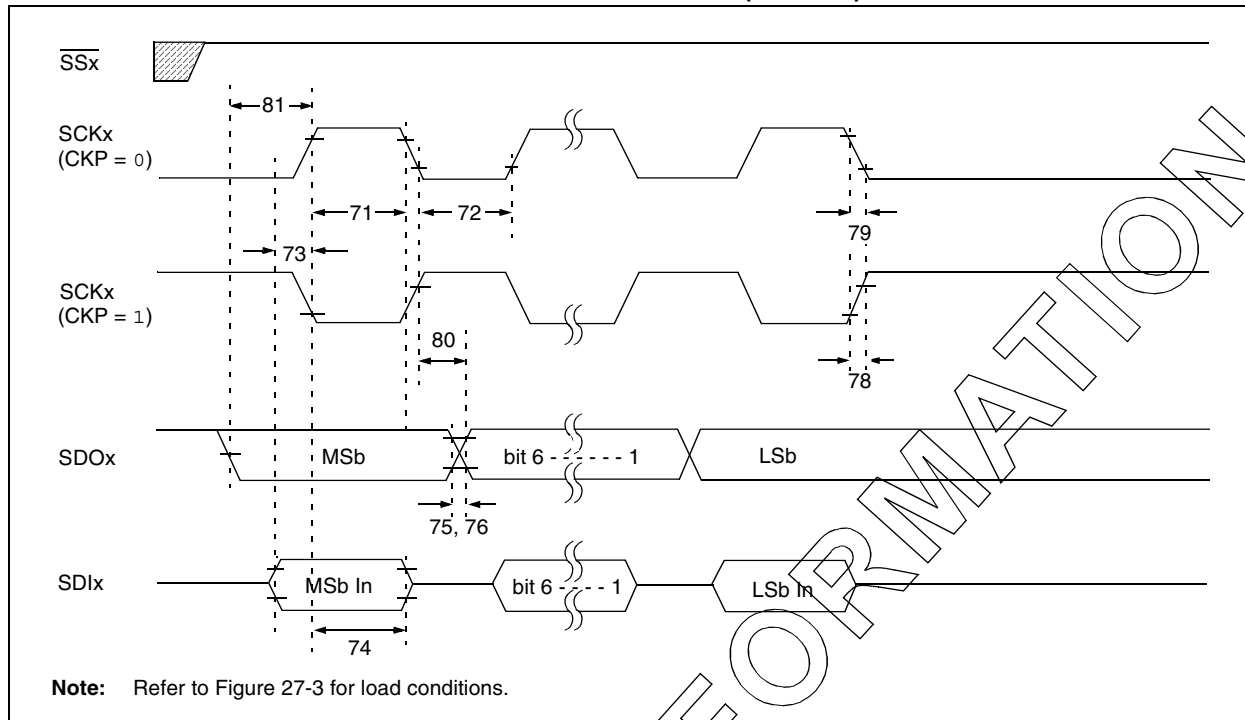 SSx
81
SCKx
(CKP = 0)
71
72
79
73
SCKx
(CKP = 1)
80
78
SDOx
MSb
bit 6 - - - - - - 1
LSb
75, 76
SDIx
MSb In
bit 6 - - - - 1
LSb In
74
Note: Refer to Figure 27-3 for load conditions.
FORMATION